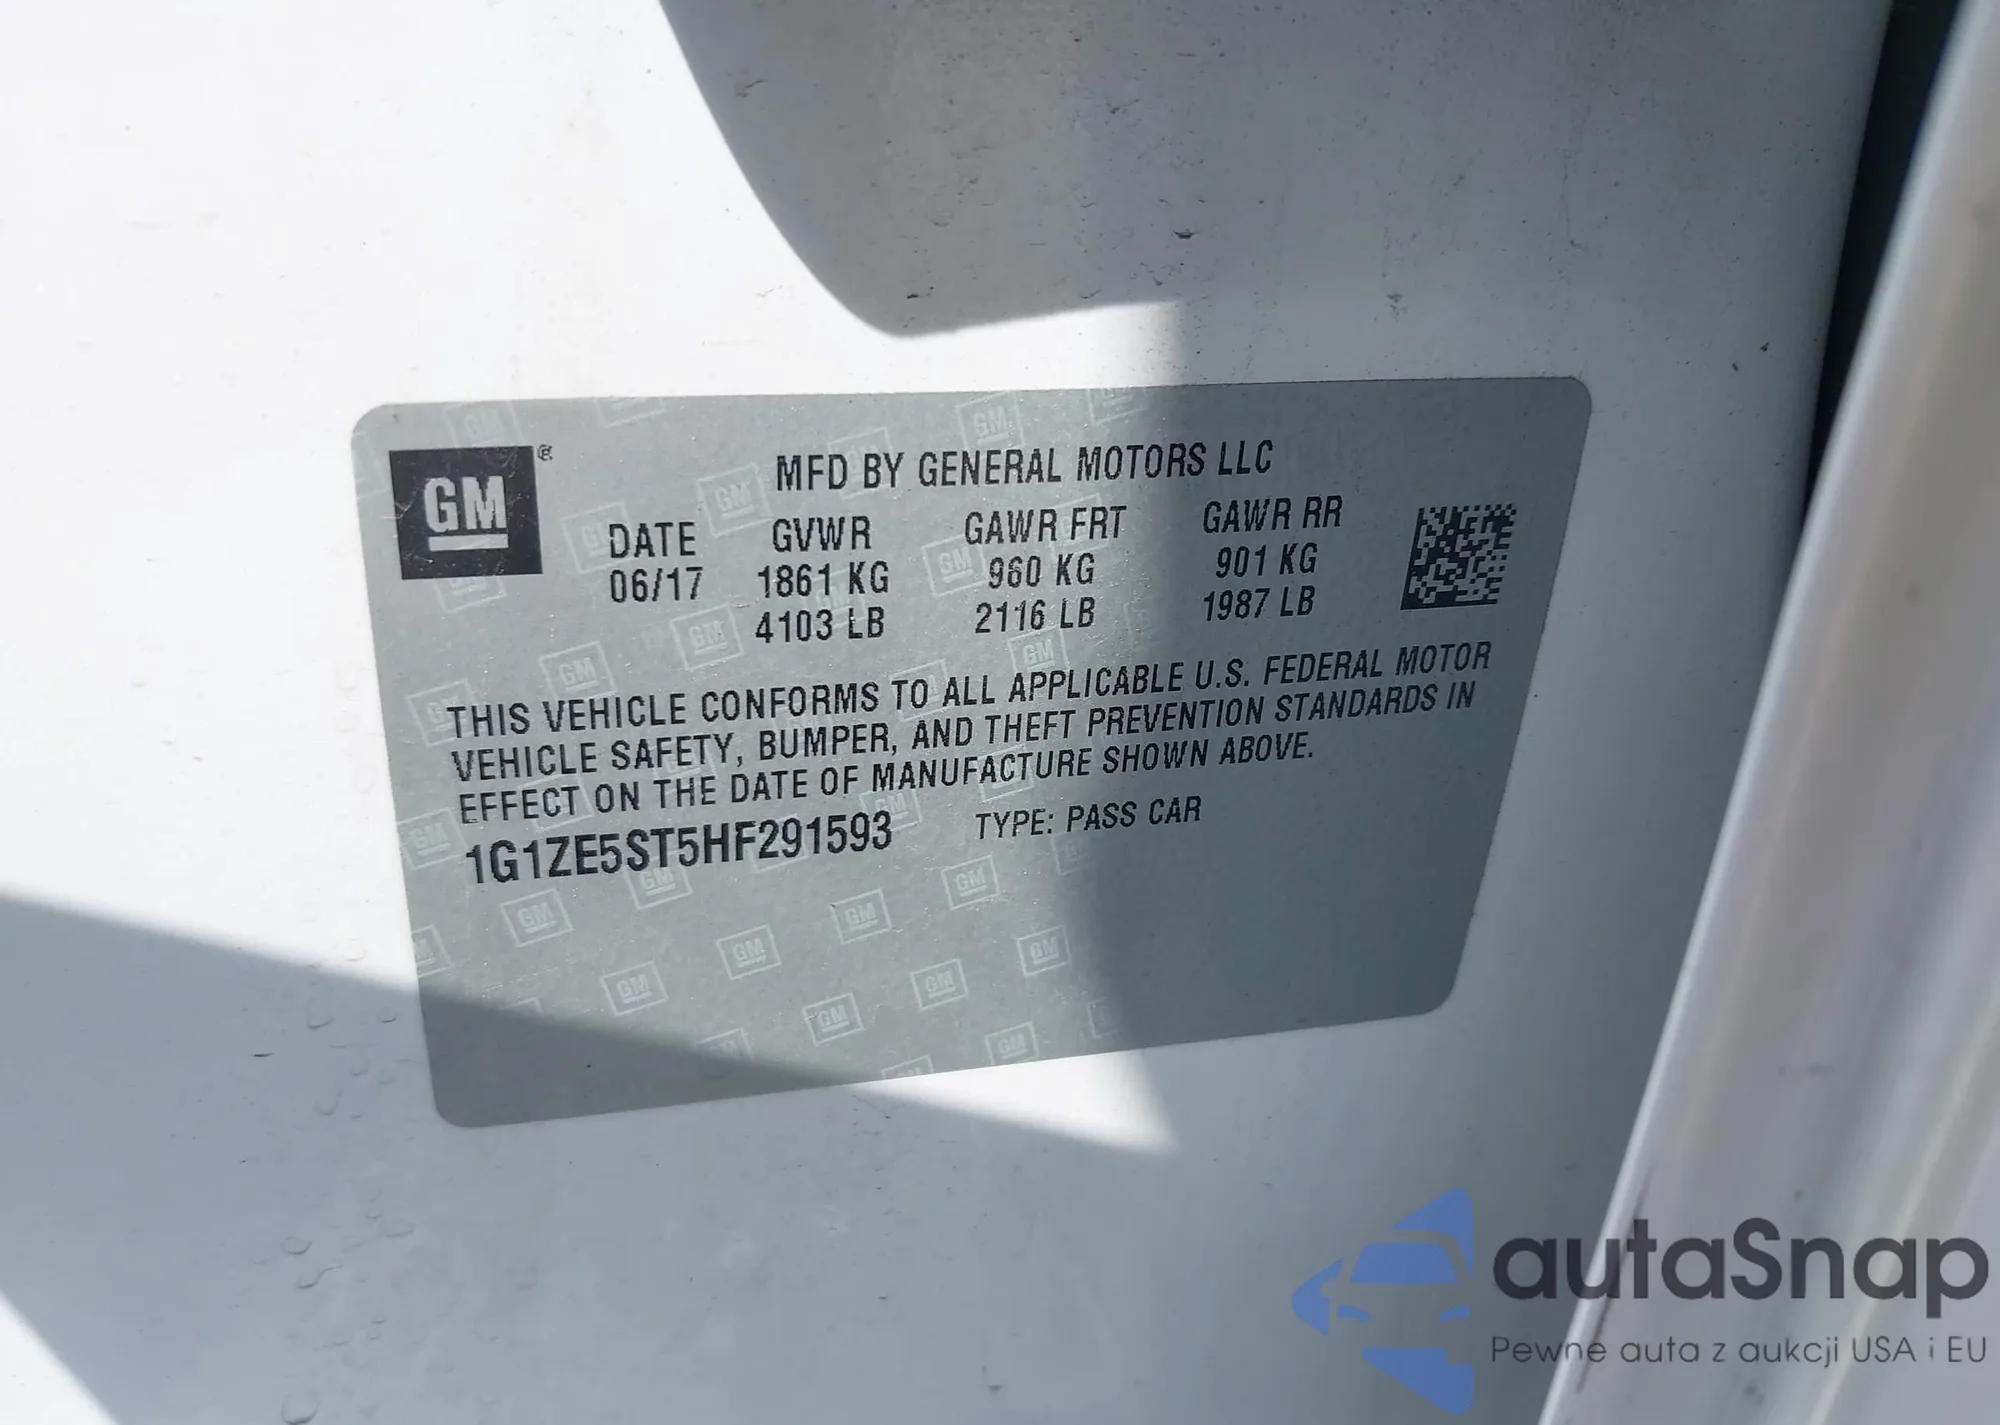 GM
MFD BY GENERAL MOTORS LLC
DATE GVWR GAWR FRT GAWR RR
06/17 1861 KG 960 KG 901 KG
4103 LB 2116 LB 1987 LB
THIS VEHICLE CONFORMS TO ALL APPLICABLE U.S. FEDERAL MOTOR
VEHICLE SAFETY, BUMPER, AND THEFT PREVENTION STANDARDS IN
EFFECT ON THE DATE OF MANUFACTURE SHOWN ABOVE.
1G1ZE5ST5HF291593 TYPE: PASS CAR
autaSnap
Pewne auta z aukcji USA i EU